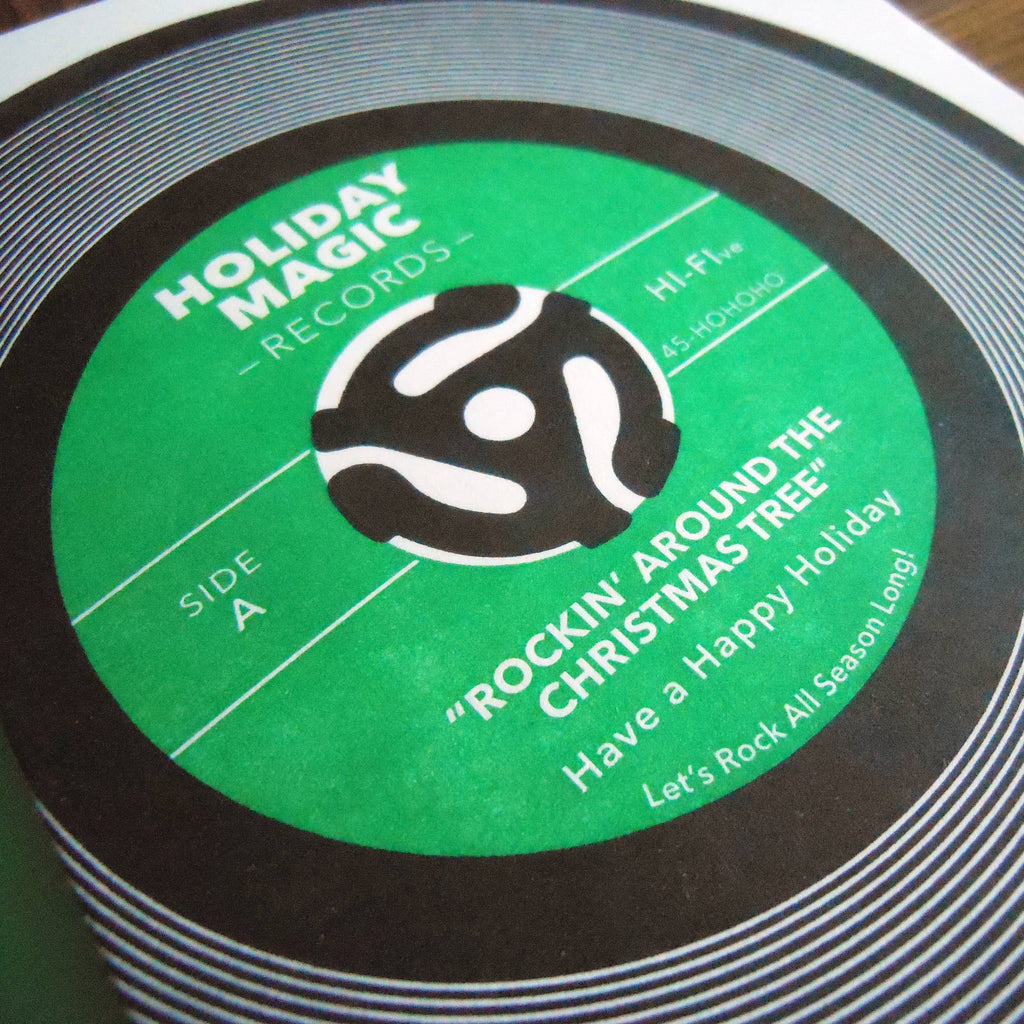 HOLIDAY
MAGIC
– RECORDS –
HI-FIve
45-HOHOHO
SIDE
A
"ROCKIN' AROUND THE
CHRISTMAS TREE"
Have a Happy Holiday
Let's Rock All Season Long!